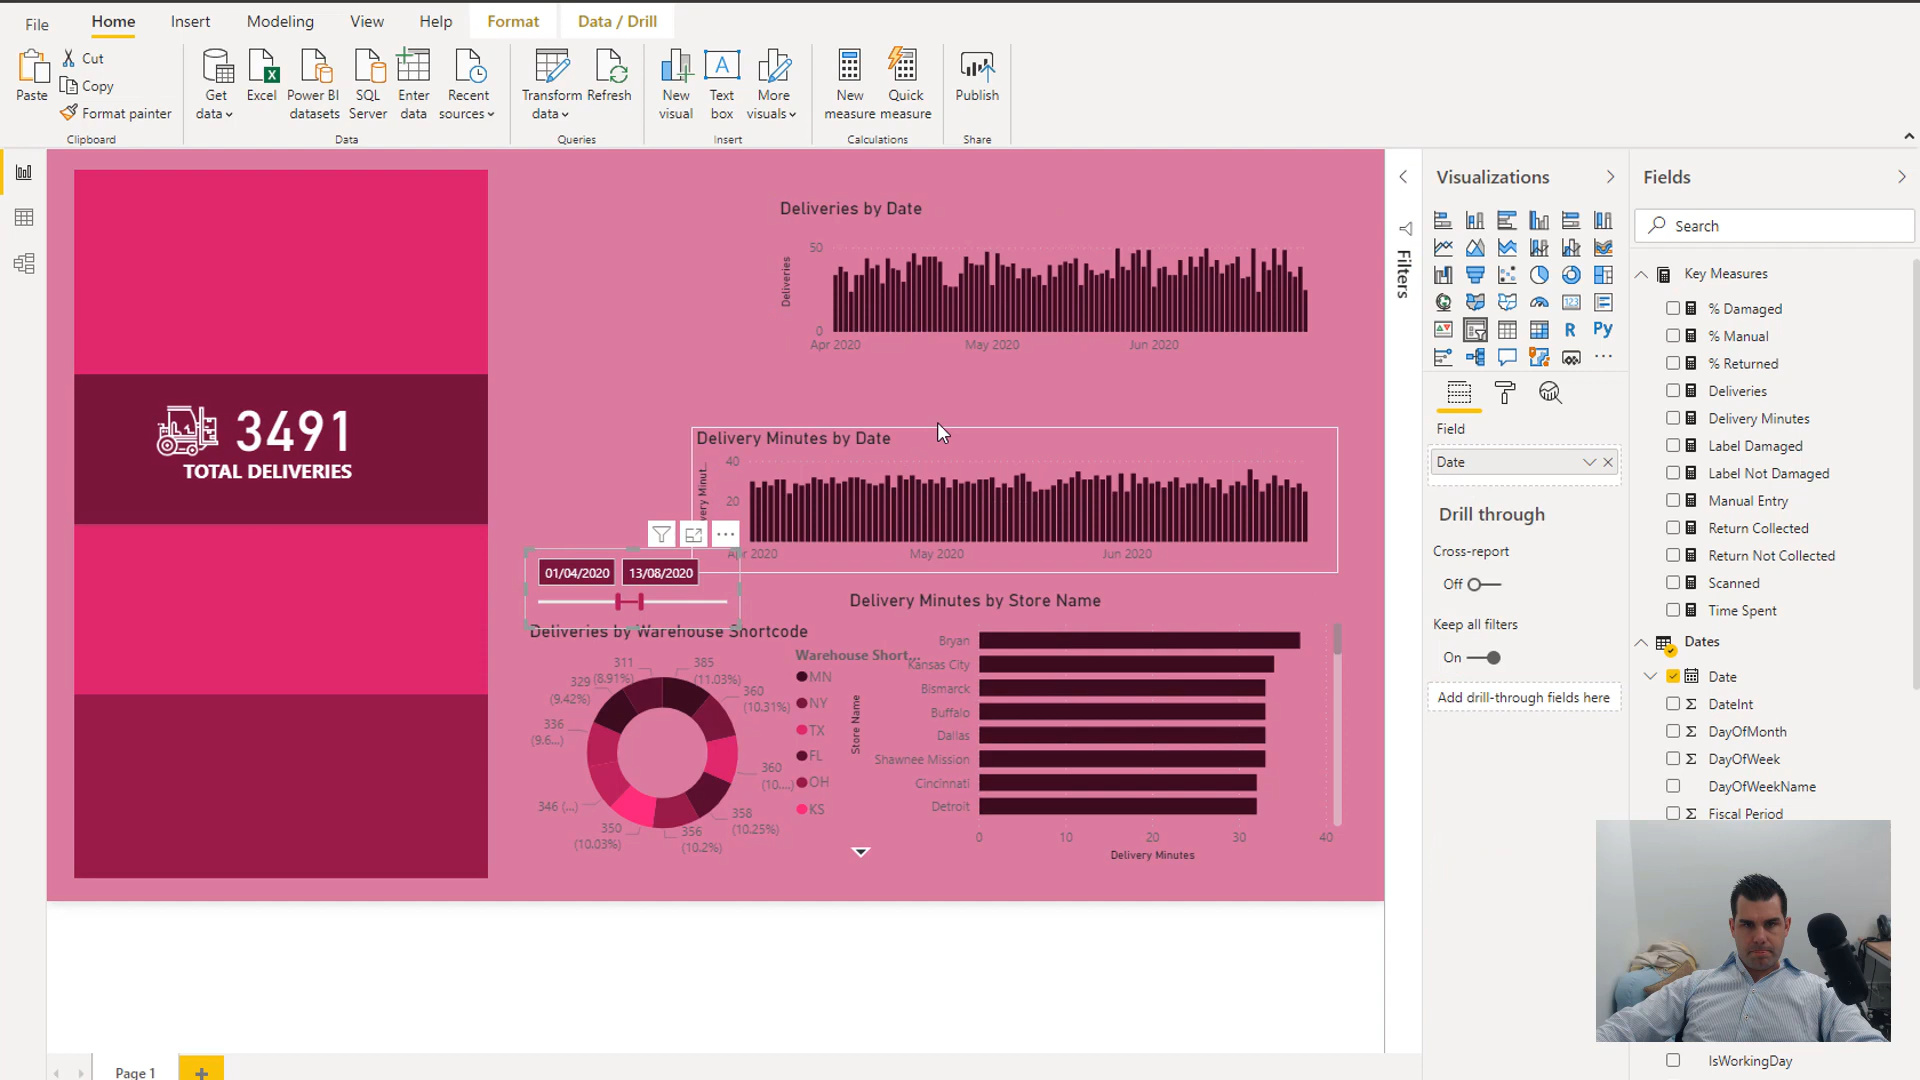 File
Home
Insert
Modeling
View
Help
Format
Data / Drill
Paste
Cut
Copy
Format painter
Get data
Excel
Power BI datasets
SQL Server
Enter data
Recent sources
Transform data
Refresh
New visual
Text box
More visuals
New measure
Quick measure
Publish
Clipboard
Data
Queries
Insert
Calculations
Share
3491
TOTAL DELIVERIES
Deliveries by Date
Deliveries
50
0
Apr 2020
May 2020
Jun 2020
Delivery Minutes by Date
40
20
May 2020
Jun 2020
01/04/2020
13/08/2020
Deliveries by Warehouse Shortcode
311
(8.91%)
385
(11.03%)
329
(9.42%)
360
(10.31%)
336
(9.6...)
360
(10....)
346 (...)
358
(10.25%)
350
(10.03%)
356
(10.2%)
Warehouse Short...
MN
NY
TX
FL
OH
KS
Delivery Minutes by Store Name
Store Name
Bryan
Kansas City
Bismarck
Buffalo
Dallas
Shawnee Mission
Cincinnati
Detroit
0
10
20
30
40
Delivery Minutes
Filters
Visualizations
R
Py
123
Field
Date
Drill through
Cross-report
Off
Keep all filters
On
Add drill-through fields here
Fields
Search
Key Measures
% Damaged
% Manual
% Returned
Deliveries
Delivery Minutes
Label Damaged
Label Not Damaged
Manual Entry
Return Collected
Return Not Collected
Scanned
Time Spent
Dates
Date
DateInt
DayOfMonth
DayOfWeek
DayOfWeekName
Fiscal Period
IsWorkingDay
Page 1